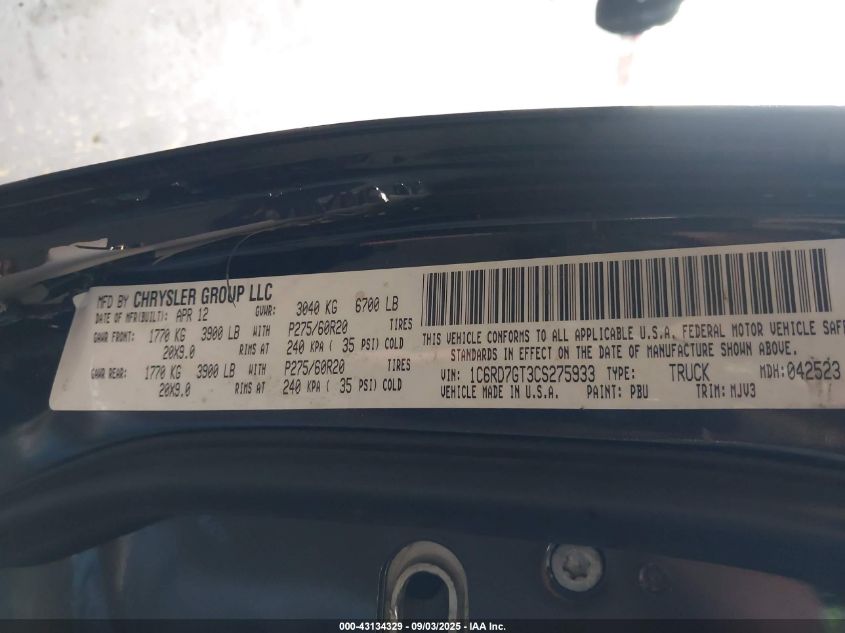 MFD BY CHRYSLER GROUP LLC
DATE OF MFR(BUILT): APR 12 GVWR: 3040 KG 6700 LB
GAWR FRONT: 1770 KG 3900 LB WITH P275/60R20 TIRES
20X9.0 RIMS AT 240 KPA ( 35 PSI) COLD
GAWR REAR: 1770 KG 3900 LB WITH P275/60R20 TIRES
20X9.0 RIMS AT 240 KPA ( 35 PSI) COLD
THIS VEHICLE CONFORMS TO ALL APPLICABLE U.S.A. FEDERAL MOTOR VEHICLE SAF
STANDARDS IN EFFECT ON THE DATE OF MANUFACTURE SHOWN ABOVE.
VIN: 1C6RD7GT3CS275933 TYPE: TRUCK MDH: 042523
VEHICLE MADE IN U.S.A. PAINT: PBU TRIM: MJV3
000-43134329 - 09/03/2025 - iaai.com